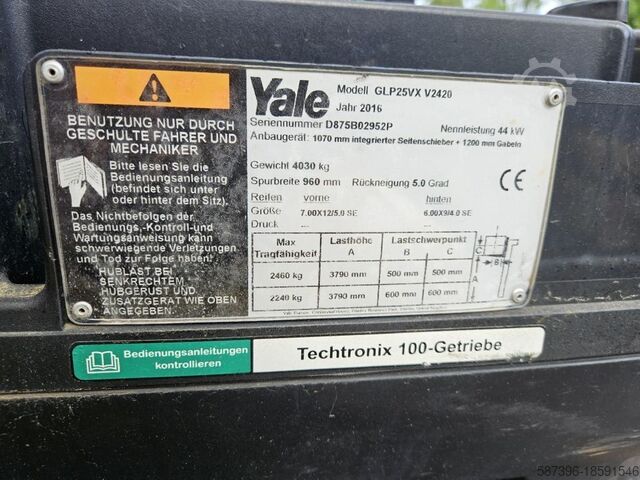 BENUTZUNG NUR DURCH
GESCHULTE FAHRER UND
MECHANIKER
Bitte lesen Sie die
Bedienungsanleitung
(befindet sich unter
oder hinter dem Sitz).
Das Nichtbefolgen der
Bedienungs,-Kontroll-und
Wartungsanweisung kann
schwerwiegende Verletzungen
und Tod zur Folge haben!
HUBLAST BEI
SENKRECHTEM
HUBGERUST UND
ZUSATZGERAT WIE OBEN
ANGEGEBEN.
Yale
Modell GLP25VX V2420
Jahr 2016
Seriennummer D875B02952P Nennleistung 44 kW
Anbaugerät: 1070 mm integrierter Seitenschieber + 1200 mm Gabeln
Gewicht 4030 kg
Spurbreite 960 mm Rückneigung 5.0 Grad
CE
Reifen vorne hinten
Größe 7.00X12/5.0 SE 6.00X9/4.0 SE
Druck ... ...
Max Tragfähigkeit Lasthöhe A Lastschwerpunkt B C
2460 kg 3790 mm 500 mm 500 mm
2240 kg 3790 mm 600 mm 600 mm
C
B
A
Bedienungsanleitungen
kontrollieren
Techtronix 100-Getriebe
587396-18591546